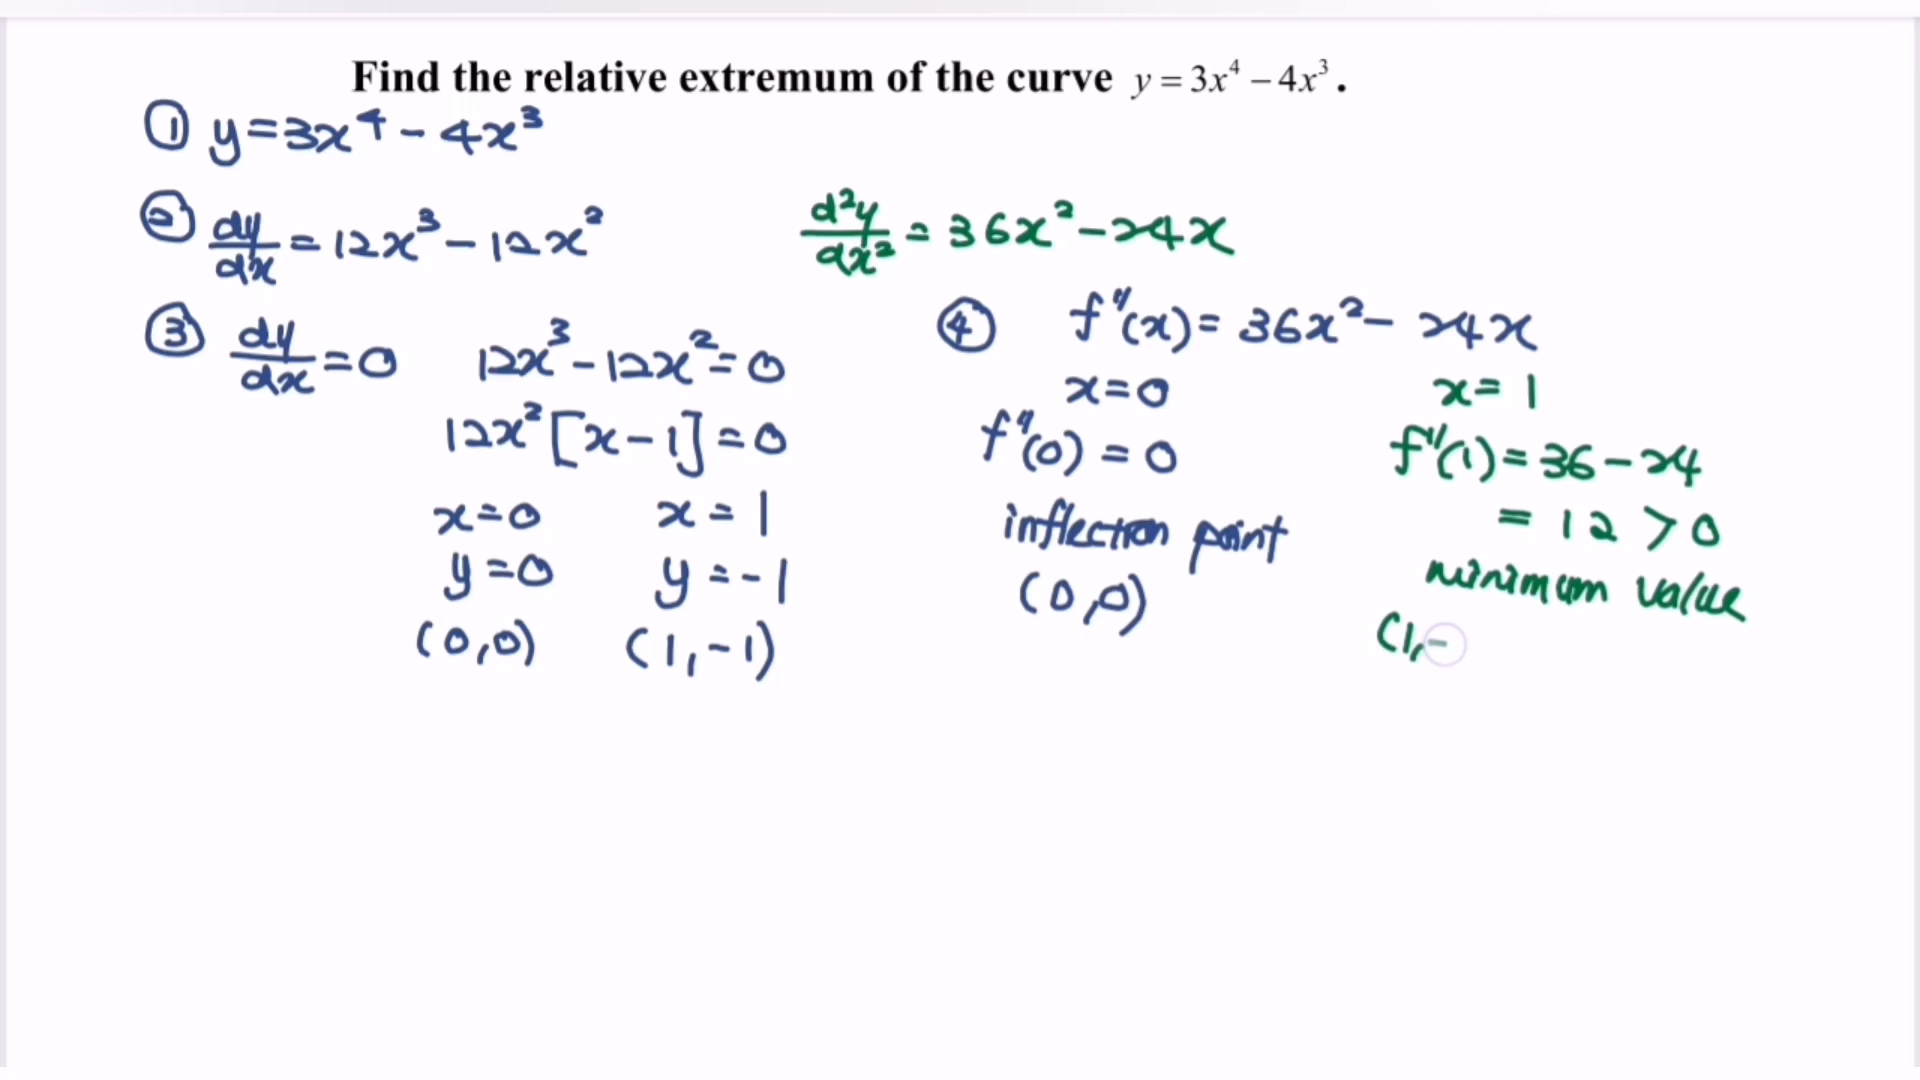 Find the relative extremum of the curve y = 3x⁴ − 4x³.
① y = 3x⁴ − 4x³
② dy/dx = 12x³ − 12x²
d²y/dx² = 36x² − 24x
③ dy/dx = 0 12x³ − 12x² = 0
12x² [x − 1] = 0
x = 0 x = 1
y = 0 y = −1
(0,0) (1, −1)
④ f''(x) = 36x² − 24x
x = 0
f''(0) = 0
inflection point
(0,0)
x = 1
f''(1) = 36 − 24
= 12 > 0
minimum value
(1, −